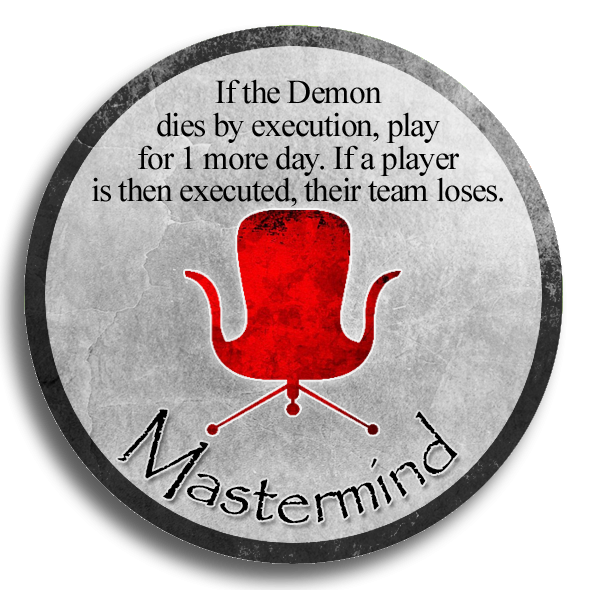 If the Demon
dies by execution, play
for 1 more day. If a player
is then executed, their team loses.
Mastermind